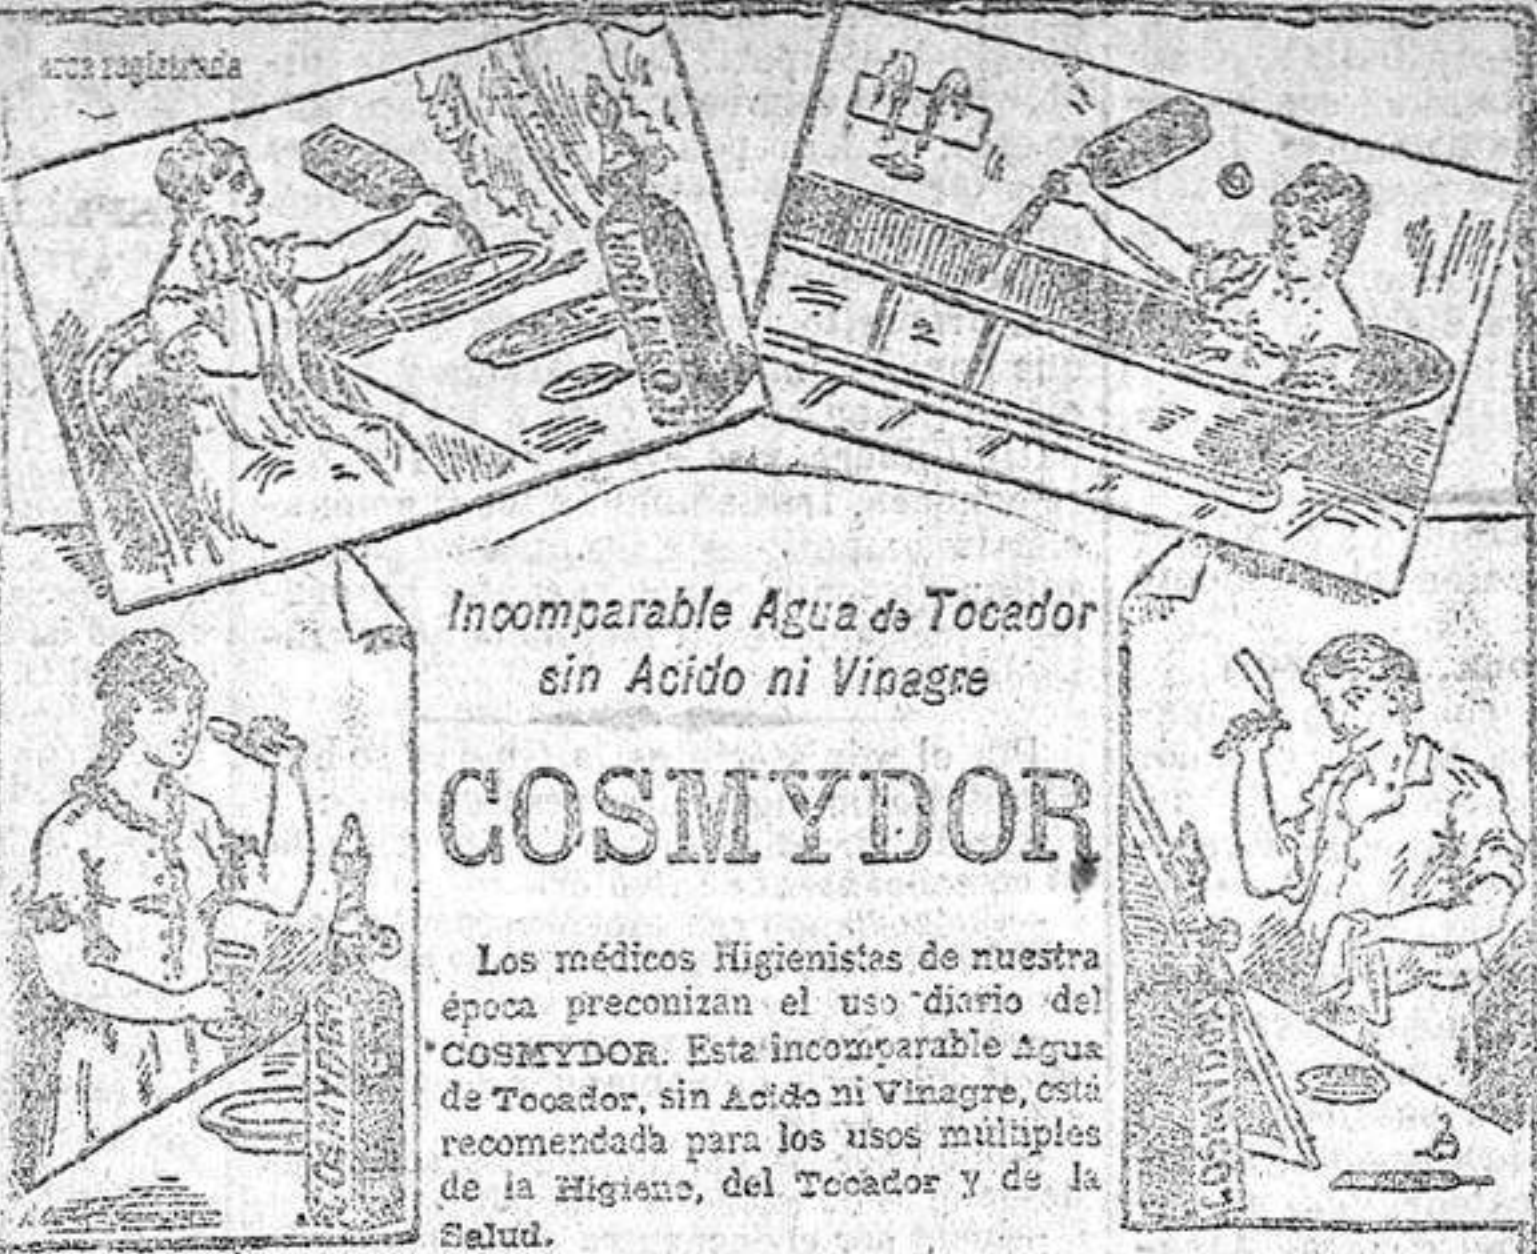 registrada
Incomparable Agua de Tocador
sin Acido ni Vinagre
COSMYDOR
Los médicos Higienistas de nuestra
época preconizan el uso diario del
COSMYDOR. Esta incomparable Agua
de Tocador, sin Acido ni Vinagre, está
recomendada para los usos múltiples
de la Higiene, del Tocador y de la
Salud.
COSMYDOR